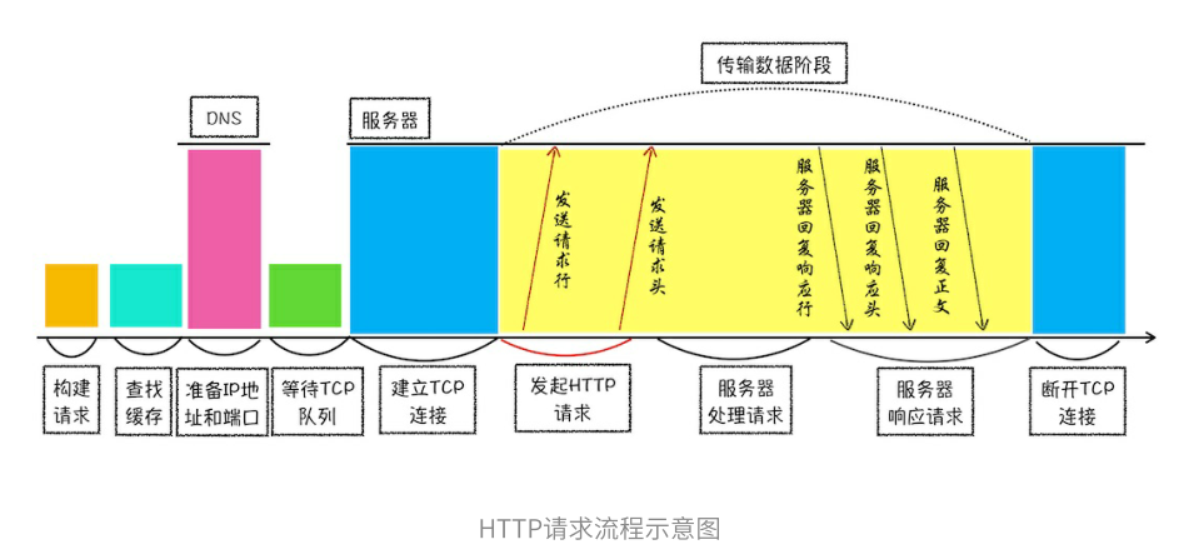 传输数据阶段
DNS
服务器
发送请求行
发送请求头
服务器回复响应行
服务器回复响应头
服务器回复正文
构建
请求
查找
缓存
准备IP地
址和端口
等待TCP
队列
建立TCP
连接
发起HTTP
请求
服务器
处理请求
服务器
响应请求
断开TCP
连接
HTTP请求流程示意图